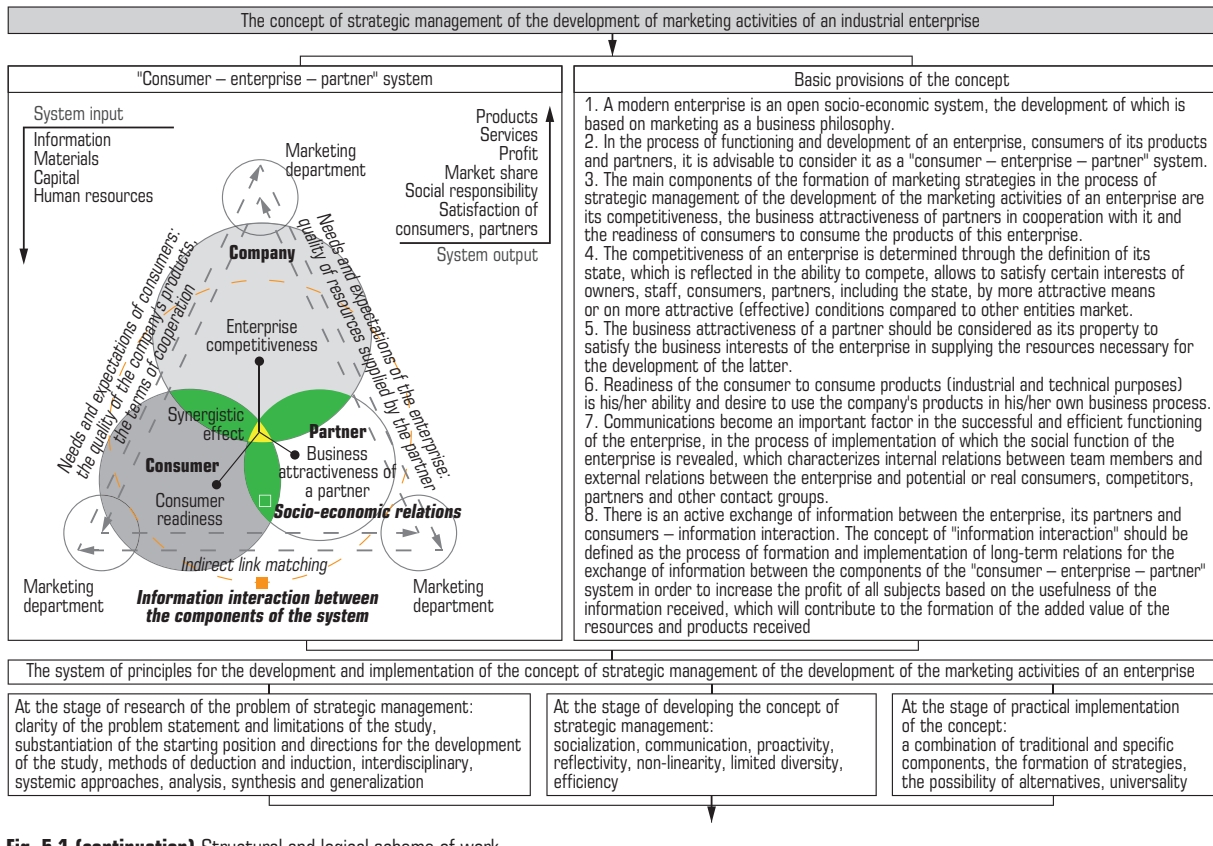 The concept of strategic management of the development of marketing activities of an industrial enterprise
"Consumer – enterprise – partner" system
System input
Information
Materials
Capital
Human resources
Products
Services
Profit
Market share
Social responsibility
Satisfaction of
consumers, partners
System output
Marketing
department
Needs and expectations of consumers:
the quality of the company's products,
the terms of cooperation
Needs and expectations of the enterprise:
quality of resources supplied by the partner
Company
Enterprise
competitiveness
Synergistic
effect
Partner
Business
attractiveness of
a partner
Consumer
Consumer
readiness
Socio-economic relations
Indirect link matching
Marketing
department
Information interaction between
the components of the system
Marketing
department
Basic provisions of the concept
1. A modern enterprise is an open socio-economic system, the development of which is
based on marketing as a business philosophy.
2. In the process of functioning and development of an enterprise, consumers of its products
and partners, it is advisable to consider it as a "consumer – enterprise – partner" system.
3. The main components of the formation of marketing strategies in the process of
strategic management of the development of the marketing activities of an enterprise are
its competitiveness, the business attractiveness of partners in cooperation with it and
the readiness of consumers to consume the products of this enterprise.
4. The competitiveness of an enterprise is determined through the definition of its
state, which is reflected in the ability to compete, allows to satisfy certain interests of
owners, staff, consumers, partners, including the state, by more attractive means
or on more attractive (effective) conditions compared to other entities market.
5. The business attractiveness of a partner should be considered as its property to
satisfy the business interests of the enterprise in supplying the resources necessary for
the development of the latter.
6. Readiness of the consumer to consume products (industrial and technical purposes)
is his/her ability and desire to use the company's products in his/her own business process.
7. Communications become an important factor in the successful and efficient functioning
of the enterprise, in the process of implementation of which the social function of the
enterprise is revealed, which characterizes internal relations between team members and
external relations between the enterprise and potential or real consumers, competitors,
partners and other contact groups.
8. There is an active exchange of information between the enterprise, its partners and
consumers – information interaction. The concept of "information interaction" should be
defined as the process of formation and implementation of long-term relations for the
exchange of information between the components of the "consumer – enterprise – partner"
system in order to increase the profit of all subjects based on the usefulness of the
information received, which will contribute to the formation of the added value of the
resources and products received
The system of principles for the development and implementation of the concept of strategic management of the development of the marketing activities of an enterprise
At the stage of research of the problem of strategic management:
clarity of the problem statement and limitations of the study,
substantiation of the starting position and directions for the development
of the study, methods of deduction and induction, interdisciplinary,
systemic approaches, analysis, synthesis and generalization
At the stage of developing the concept of
strategic management:
socialization, communication, proactivity,
reflectivity, non-linearity, limited diversity,
efficiency
At the stage of practical implementation
of the concept:
a combination of traditional and specific
components, the formation of strategies,
the possibility of alternatives, universality
Fig. 5.1 (continuation) Structural and logical scheme of work